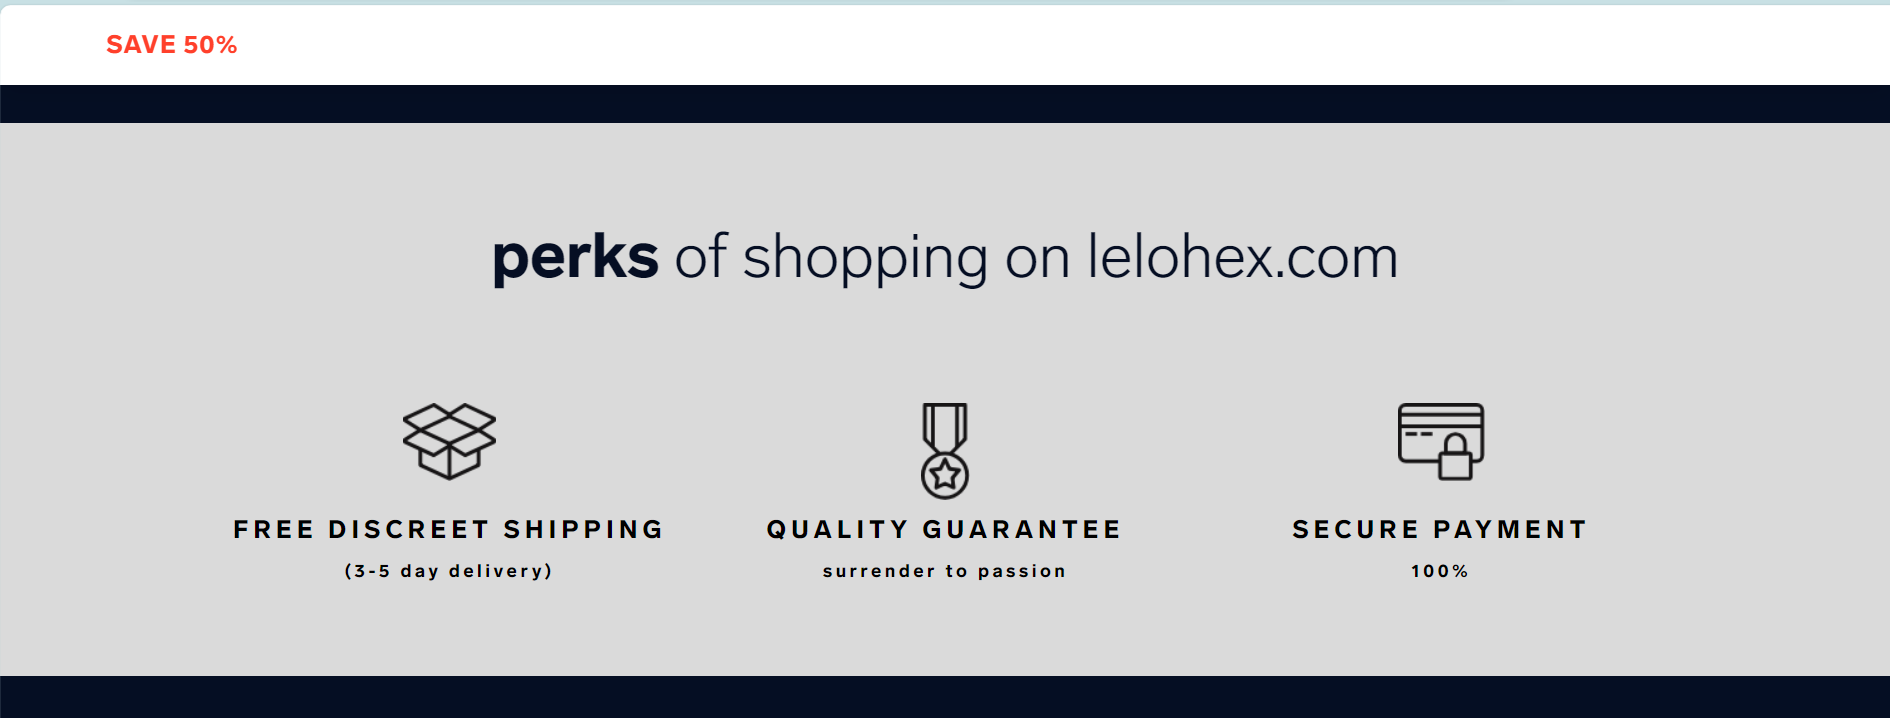 SAVE 50%
perks of shopping on lelohex.com
FREE DISCREET SHIPPING
(3-5 day delivery)
QUALITY GUARANTEE
surrender to passion
SECURE PAYMENT
100%